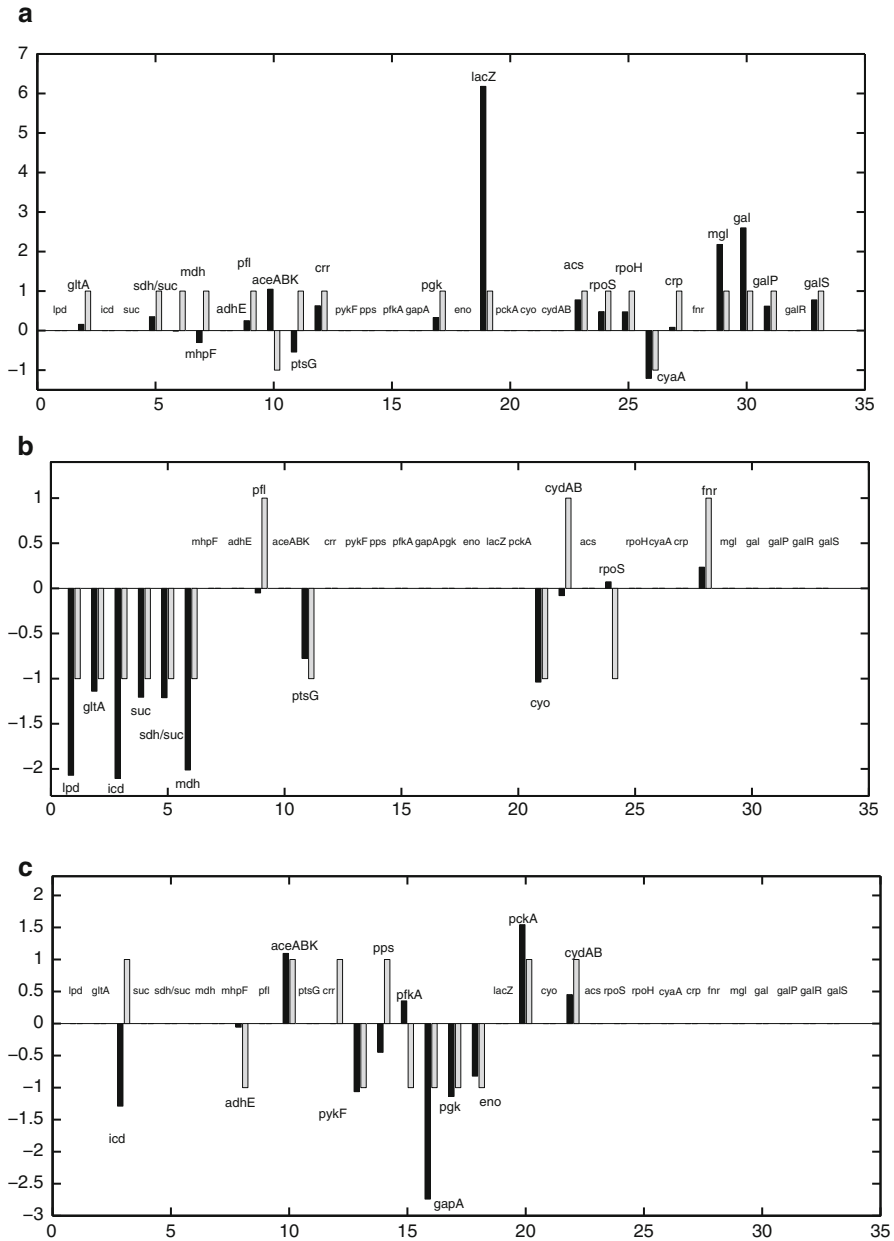 a
7
6
5
4
3
2
1
0
−1
lacZ
mgl
gal
pfl
mdh
aceABK
crr
gltA
sdh/suc
pgk
acs
rpoS
rpoH
crp
galP
galS
lpd
icd
suc
adhE
pykF pps
pfkA gapA
eno
pckA cyo
cydAB
fnr
galR
mhpF
ptsG
cyaA
0 5 10 15 20 25 30 35
b
1
0.5
0
−0.5
−1
−1.5
−2
pfl
cydAB
fnr
mhpF adhE aceABK crr pykF pps pfkA gapA pgk eno lacZ pckA acs rpoH cyaA crp mgl gal galP galR galS
rpoS
gltA
suc
ptsG
cyo
sdh/suc
lpd
icd
mdh
0 5 10 15 20 25 30 35
c
2
1.5
1
0.5
0
−0.5
−1
−1.5
−2
−2.5
−3
pckA
aceABK
pps
cydAB
pfkA
lpd gltA suc sdh/suc mdh mhpF pfl ptsG crr lacZ cyo acs rpoS rpoH cyaA crp fnr mgl gal galP galR galS
adhE
pykF
pgk
eno
icd
gapA
0 5 10 15 20 25 30 35